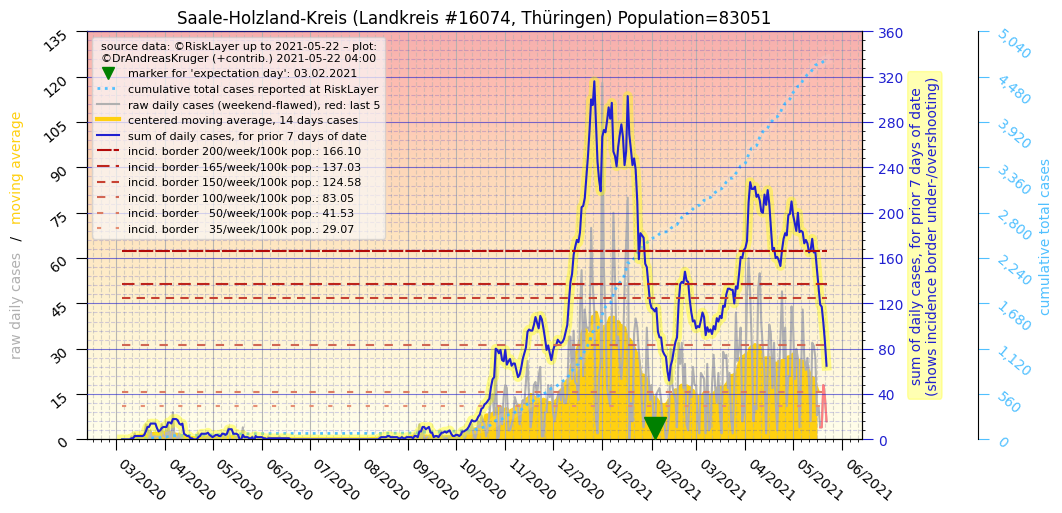 Saale-Holzland-Kreis (Landkreis #16074, Thüringen) Population=83051
source data: ©RiskLayer up to 2021-05-22 – plot:
©DrAndreasKruger (+contrib.) 2021-05-22 04:00
marker for 'expectation day': 03.02.2021
cumulative total cases reported at RiskLayer
raw daily cases (weekend-flawed), red: last 5
centered moving average, 14 days cases
sum of daily cases, for prior 7 days of date
incid. border 200/week/100k pop.: 166.10
incid. border 165/week/100k pop.: 137.03
incid. border 150/week/100k pop.: 124.58
incid. border 100/week/100k pop.: 83.05
incid. border 50/week/100k pop.: 41.53
incid. border 35/week/100k pop.: 29.07
raw daily cases / moving average
135
120
105
90
75
60
45
30
15
0
03/2020
04/2020
05/2020
06/2020
07/2020
08/2020
09/2020
10/2020
11/2020
12/2020
01/2021
02/2021
03/2021
04/2021
05/2021
06/2021
360
320
280
240
200
160
120
80
40
0
sum of daily cases, for prior 7 days of date
(shows incidence border under-/overshooting)
5,040
4,480
3,920
3,360
2,800
2,240
1,680
1,120
560
0
cumulative total cases